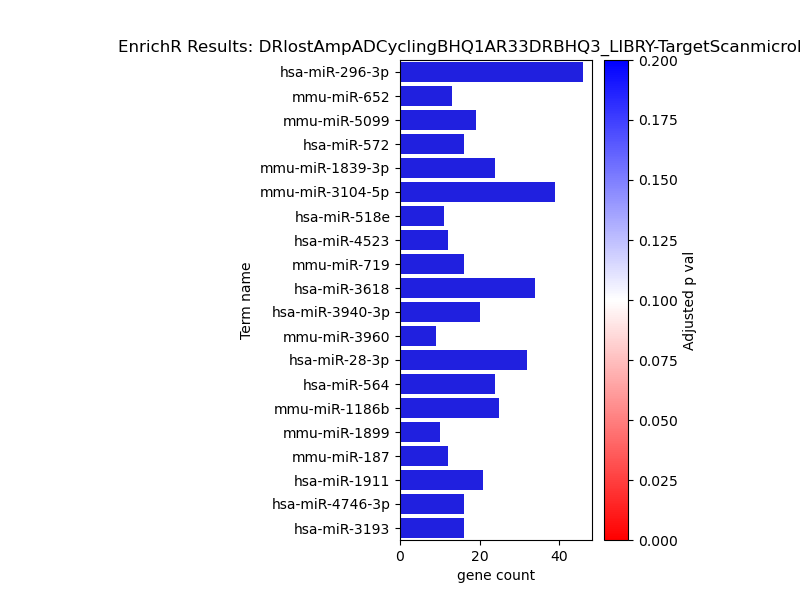 EnrichR Results: DRlostAmpADCyclingBHQ1AR33DRBHQ3_LIBRY-TargetScanmicroI
hsa-miR-296-3p
mmu-miR-652
mmu-miR-5099
hsa-miR-572
mmu-miR-1839-3p
mmu-miR-3104-5p
hsa-miR-518e
hsa-miR-4523
mmu-miR-719
hsa-miR-3618
hsa-miR-3940-3p
mmu-miR-3960
hsa-miR-28-3p
hsa-miR-564
mmu-miR-1186b
mmu-miR-1899
mmu-miR-187
hsa-miR-1911
hsa-miR-4746-3p
hsa-miR-3193
Term name
0 20 40
gene count
0.200
0.175
0.150
0.125
0.100
0.075
0.050
0.025
0.000
Adjusted p val